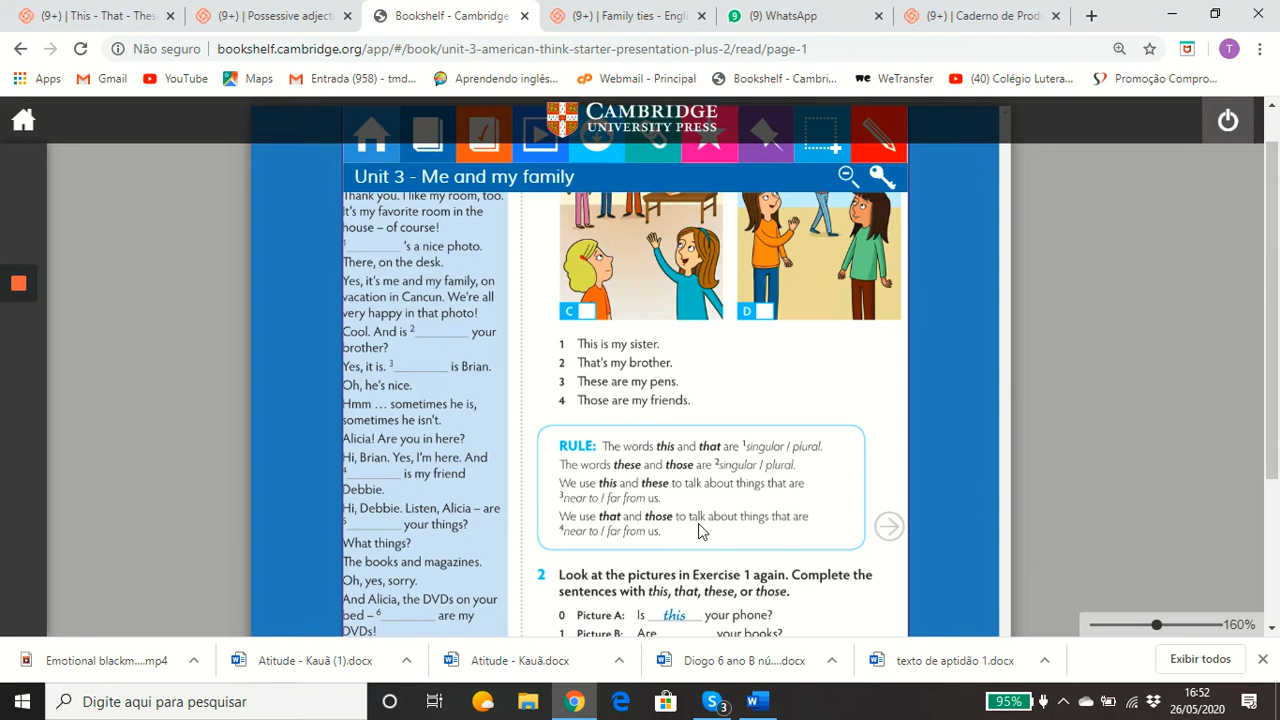 (9+) | This - That - Thes
(9+) | Possessive adjecti
Bookshelf - Cambridge
(9+) | Family ties - Engli
(9) WhatsApp
(9+) | Caderno de Prod
Não seguro | bookshelf.cambridge.org/app/#/book/unit-3-american-think-starter-presentation-plus-2/read/page-1
T
Apps Gmail YouTube Maps Entrada (958) - tmd... Aprendendo inglês... Webmail - Principal Bookshelf - Cambri... WeTransfer (40) Colégio Lutera... Promoção Compro...
CAMBRIDGE
UNIVERSITY PRESS
Unit 3 - Me and my family
Thank you. I like my room, too.
It's my favorite room in the
house – of course!
1 ________ 's a nice photo.
There, on the desk.
Yes, it's me and my family, on
vacation in Cancun. We're all
very happy in that photo!
Cool. And is 2 ________ your
brother?
Yes, it is. 3 ________ is Brian.
Oh, he's nice.
Hmm … sometimes he is,
sometimes he isn't.
Alicia! Are you in here?
Hi, Brian. Yes, I'm here. And
________ is my friend
Debbie.
Hi, Debbie. Listen, Alicia – are
5 ________ your things?
What things?
The books and magazines.
Oh, yes, sorry.
And Alicia, the DVDs on your
bed – 6 ________ are my
DVDs!
C
D
1 This is my sister.
2 That's my brother.
3 These are my pens.
4 Those are my friends.
RULE: The words this and that are 1singular / plural.
The words these and those are 2singular / plural.
We use this and these to talk about things that are
3near to / far from us.
We use that and those to talk about things that are
4near to / far from us.
2 Look at the pictures in Exercise 1 again. Complete the
sentences with this, that, these, or those.
0 Picture A: Is this your phone?
1 Picture B: Are ________ your books?
160%
Emotional blackm....mp4
Atitude - Kauã (1).docx
Atitude - Kauã.docx
Diogo 6 ano B nú....docx
texto de aptidão 1.docx
Exibir todos
Digite aqui para pesquisar
3
95%
16:52
26/05/2020